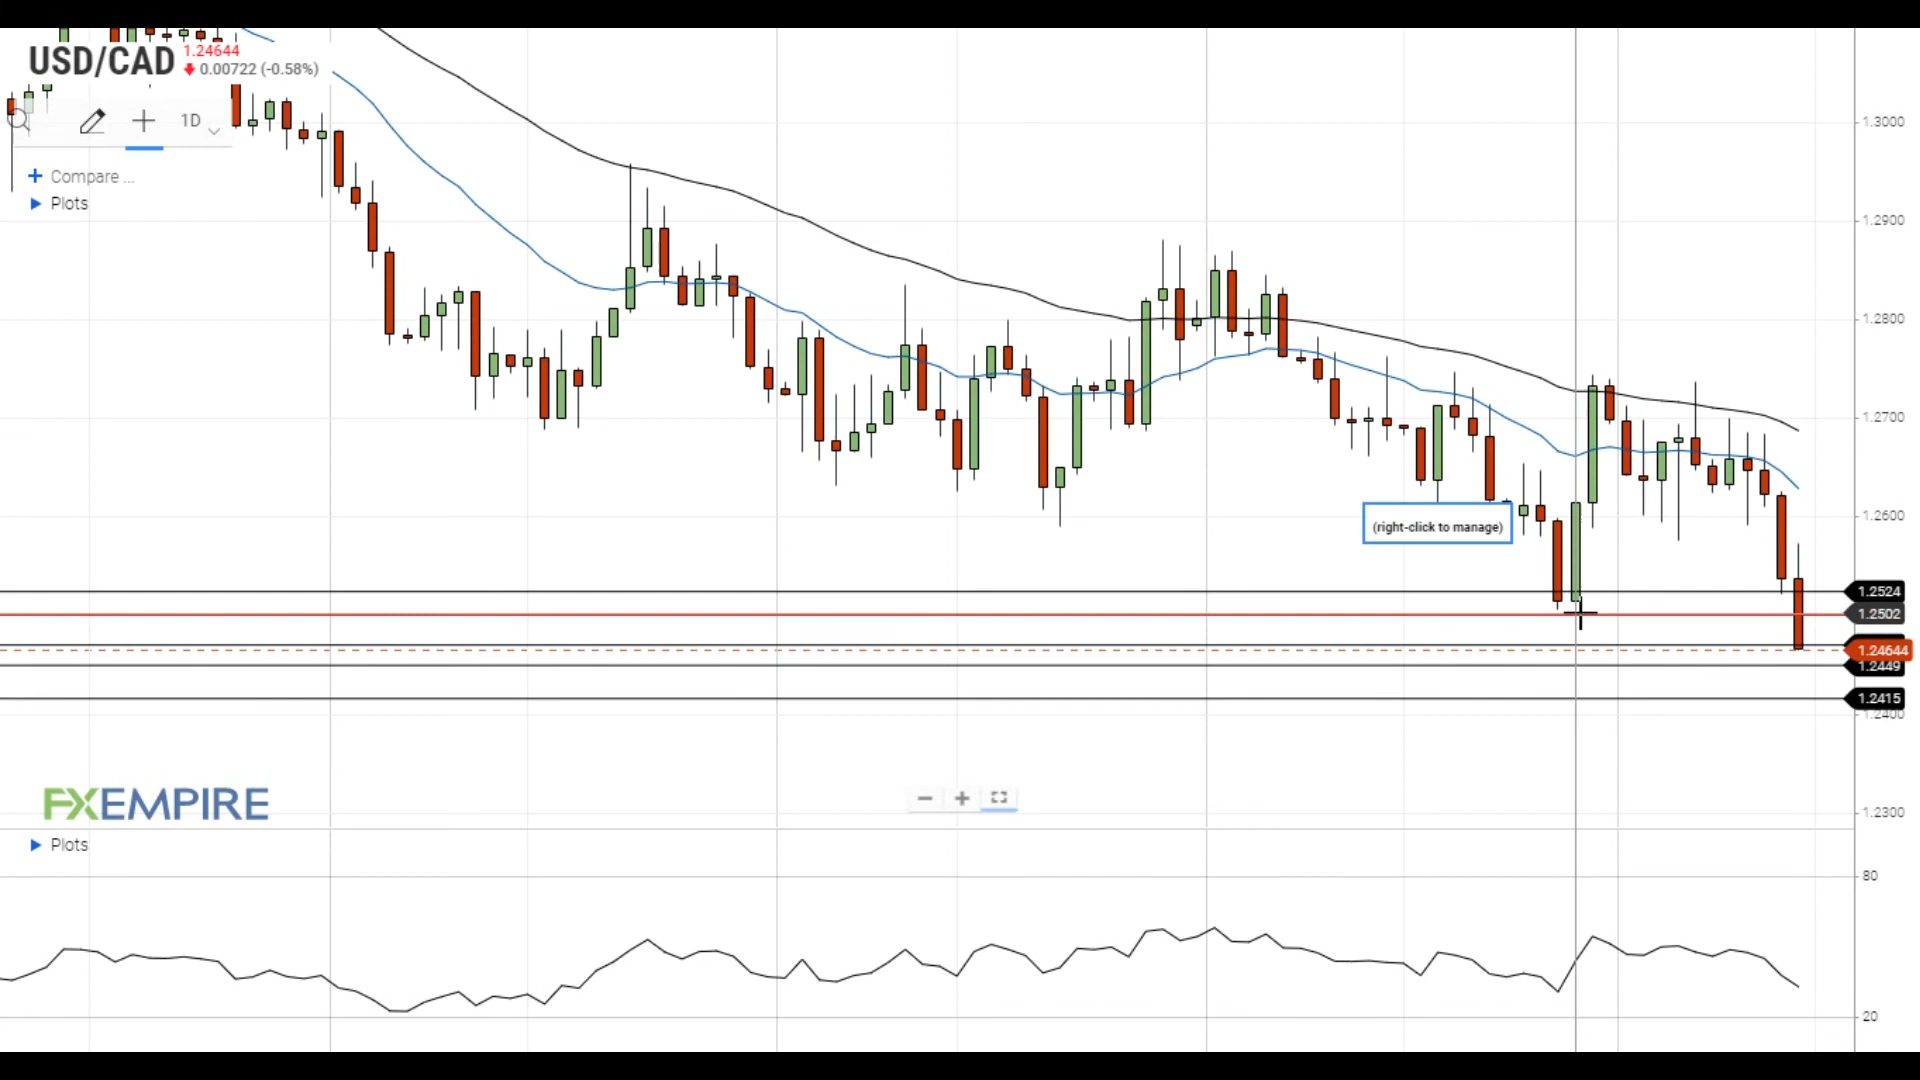 USD/CAD
1.24644
0.00722 (-0.58%)
1D
Compare ...
Plots
1.3000
1.2900
1.2800
1.2700
1.2600
(right-click to manage)
1.2524
1.2502
1.24644
1.2449
1.2415
1.2400
1.2300
FXEMPIRE
Plots
80
20